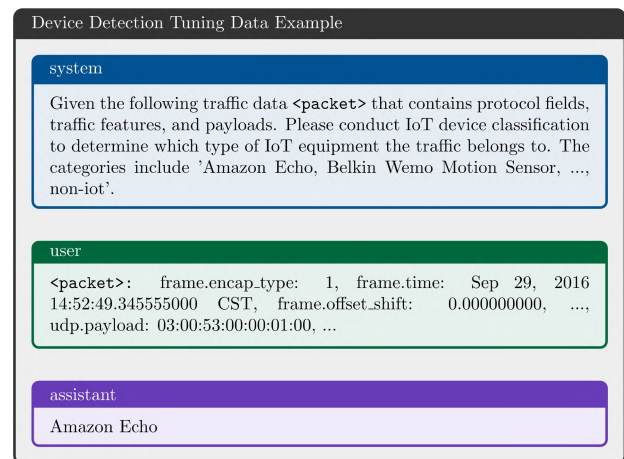 Device Detection Tuning Data Example
system
Given the following traffic data <packet> that contains protocol fields,
traffic features, and payloads. Please conduct IoT device classification
to determine which type of IoT equipment the traffic belongs to. The
categories include 'Amazon Echo, Belkin Wemo Motion Sensor, ...,
non-iot'.
user
<packet>: frame.encap_type: 1, frame.time: Sep 29, 2016
14:52:49.345555000 CST, frame.offset_shift: 0.000000000, ...,
udp.payload: 03:00:53:00:00:01:00, ...
assistant
Amazon Echo